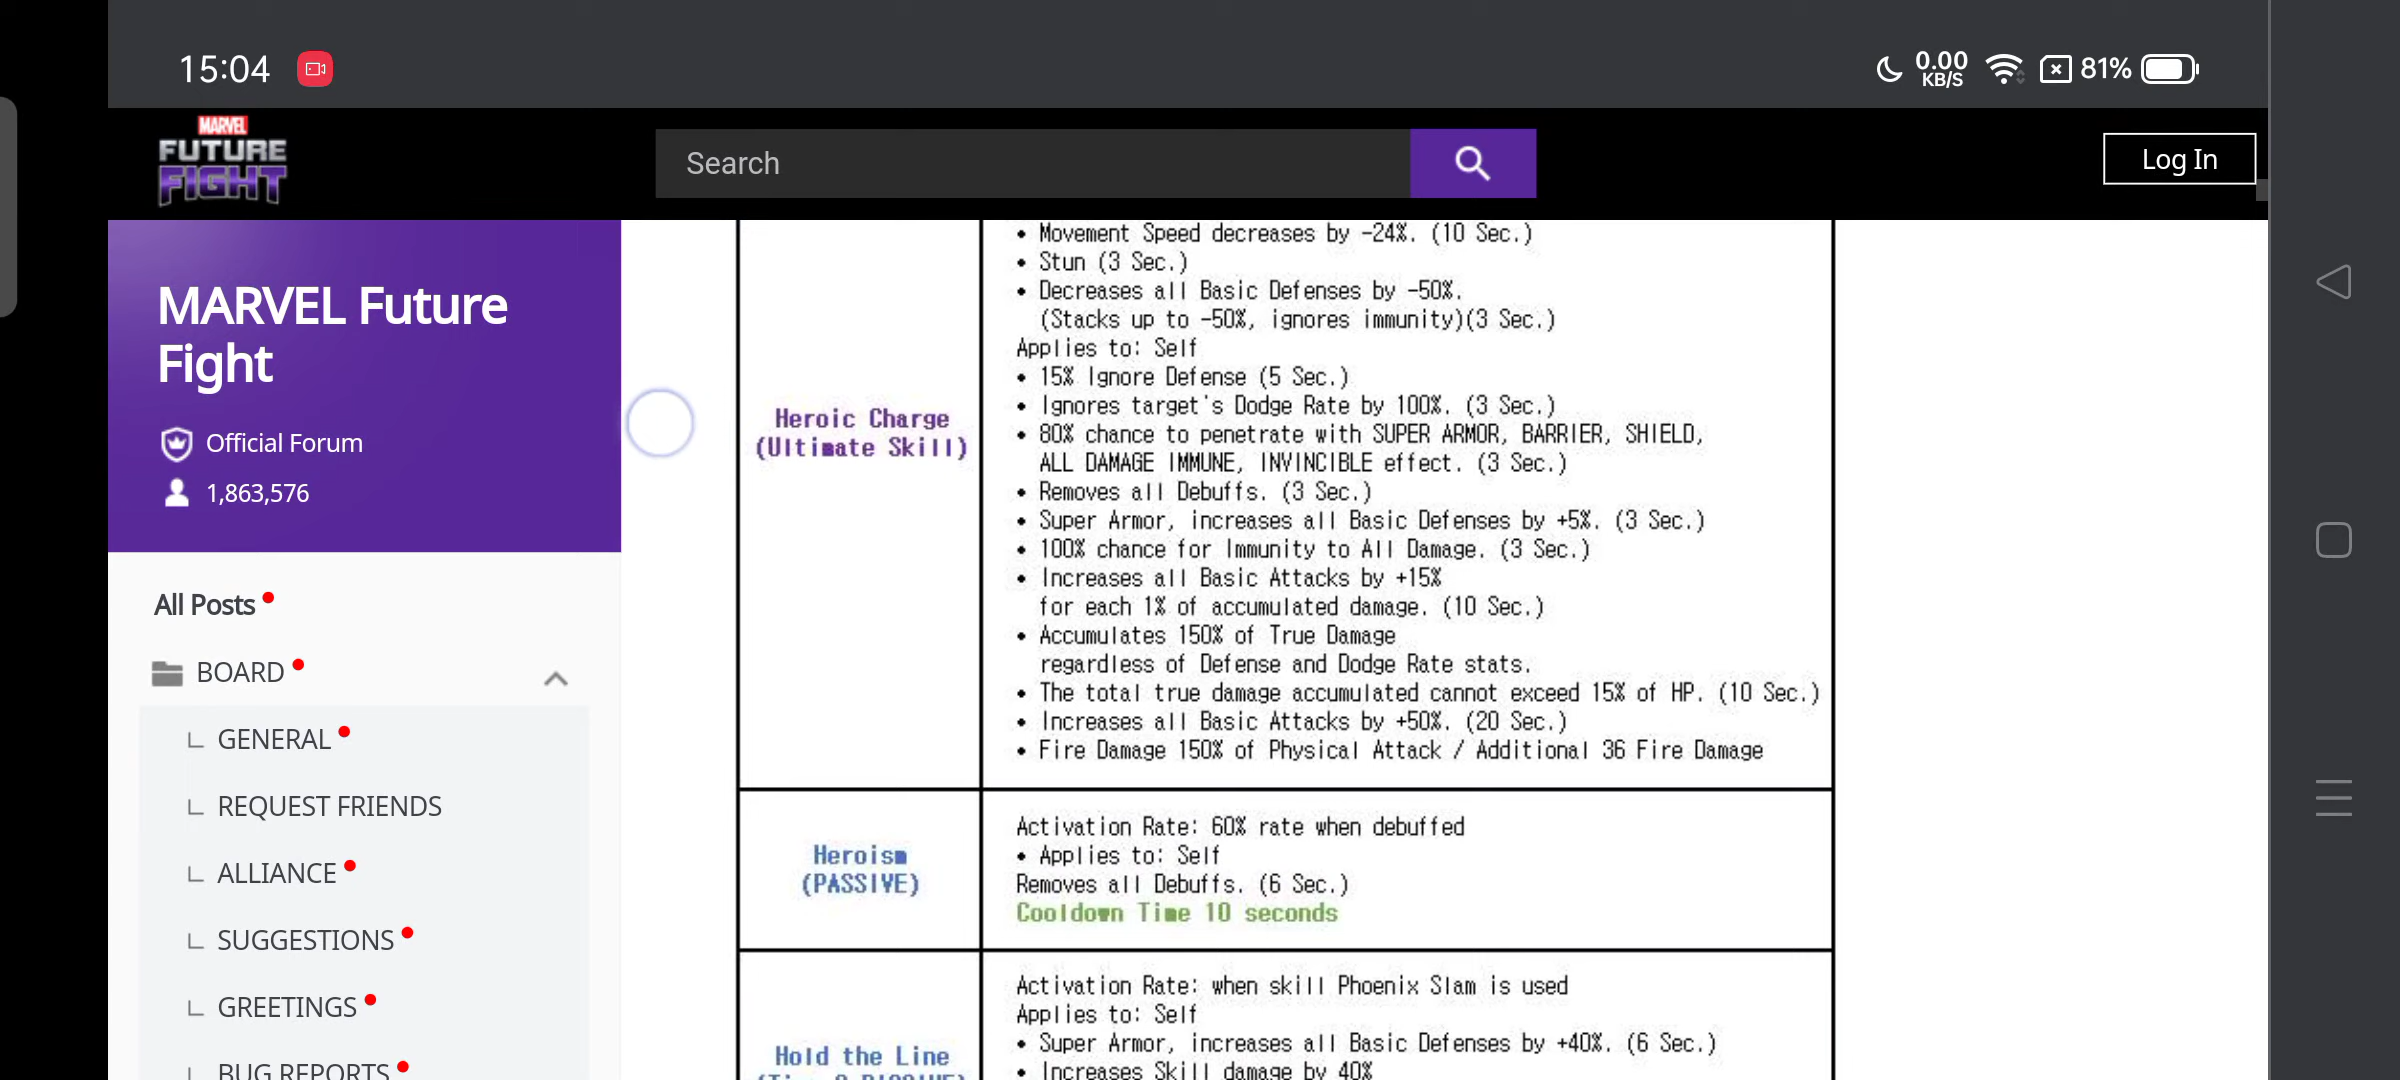 15:04
0.00
KB/S
81%
MARVEL
FUTURE
FIGHT
Search
Log In
MARVEL Future
Fight
Official Forum
1,863,576
All Posts
BOARD
GENERAL
REQUEST FRIENDS
ALLIANCE
SUGGESTIONS
GREETINGS
BUG REPORTS
• Movement Speed decreases by -24%. (10 Sec.)
• Stun (3 Sec.)
• Decreases all Basic Defenses by -50%.
(Stacks up to -50%, ignores immunity)(3 Sec.)
Applies to: Self
• 15% Ignore Defense (5 Sec.)
• Ignores target's Dodge Rate by 100%. (3 Sec.)
Heroic Charge
(Ultimate Skill)
• 80% chance to penetrate with SUPER ARMOR, BARRIER, SHIELD,
ALL DAMAGE IMMUNE, INVINCIBLE effect. (3 Sec.)
• Removes all Debuffs. (3 Sec.)
• Super Armor, increases all Basic Defenses by +5%. (3 Sec.)
• 100% chance for Immunity to All Damage. (3 Sec.)
• Increases all Basic Attacks by +15%
for each 1% of accumulated damage. (10 Sec.)
• Accumulates 150% of True Damage
regardless of Defense and Dodge Rate stats.
• The total true damage accumulated cannot exceed 15% of HP. (10 Sec.)
• Increases all Basic Attacks by +50%. (20 Sec.)
• Fire Damage 150% of Physical Attack / Additional 36 Fire Damage
Heroism
(PASSIVE)
Activation Rate: 60% rate when debuffed
• Applies to: Self
Removes all Debuffs. (6 Sec.)
Cooldown Time 10 seconds
Hold the Line
Activation Rate: when skill Phoenix Slam is used
Applies to: Self
• Super Armor, increases all Basic Defenses by +40%. (6 Sec.)
• Increases Skill damage by 40%